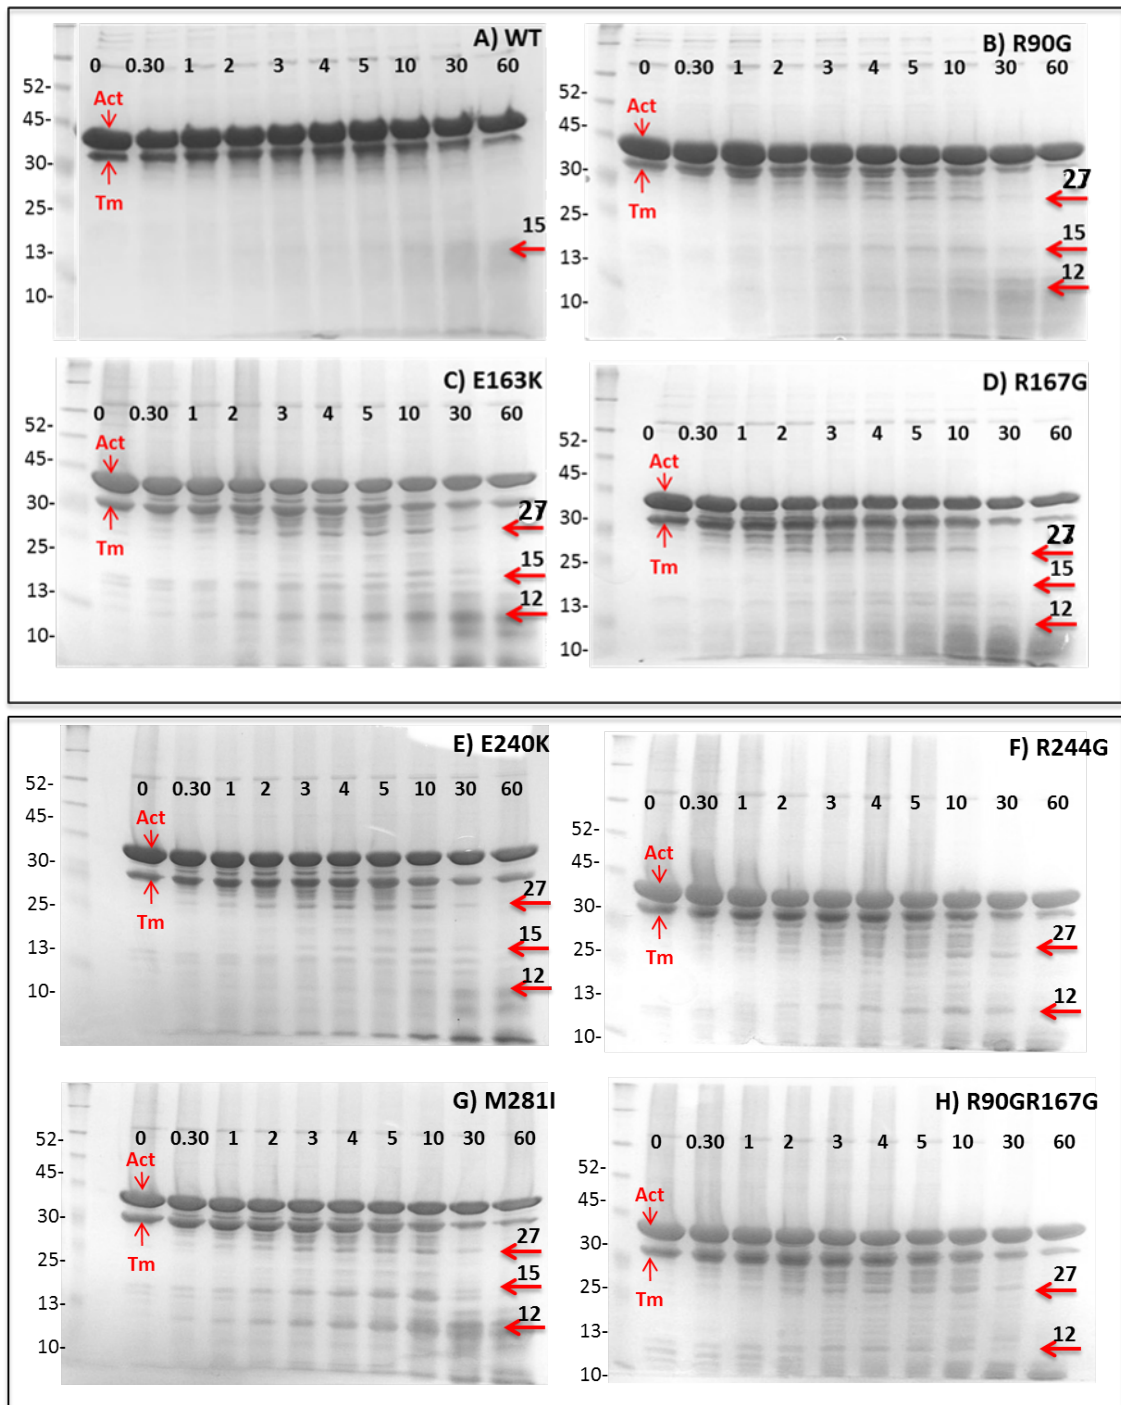 A) WT
0 0.30 1 2 3 4 5 10 30 60
52-
Act
45-
30-
Tm
25-
15
13-
10-
B) R90G
0 0.30 1 2 3 4 5 10 30 60
52-
Act
45-
30-
27
Tm
25-
15
13-
12
10-
C) E163K
0 0.30 1 2 3 4 5 10 30 60
52-
Act
45-
30-
27
Tm
25-
15
13-
12
10-
D) R167G
0 0.30 1 2 3 4 5 10 30 60
52-
Act
45-
30-
27
Tm
25-
15
13-
12
10-
E) E240K
52-
0 0.30 1 2 3 4 5 10 30 60
Act
45-
30-
27
25-
Tm
15
13-
12
10-
F) R244G
0 0.30 1 2 3 4 5 10 30 60
52-
Act
45-
30-
27
Tm
25-
12
13-
10-
G) M281I
52-
0 0.30 1 2 3 4 5 10 30 60
Act
45-
30-
27
Tm
25-
15
13-
12
10-
H) R90GR167G
0 0.30 1 2 3 4 5 10 30 60
52-
Act
45-
30-
27
25-
Tm
13-
12
10-